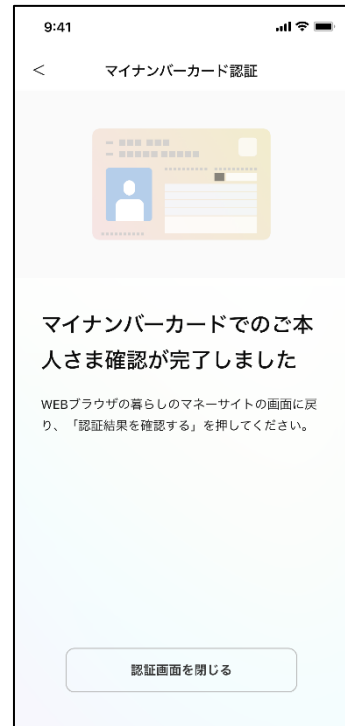 9:41
< マイナンバーカード認証
マイナンバーカードでのご本
人さま確認が完了しました
WEBブラウザの暮らしのマネーサイトの画面に戻
り、「認証結果を確認する」を押してください。
認証画面を閉じる